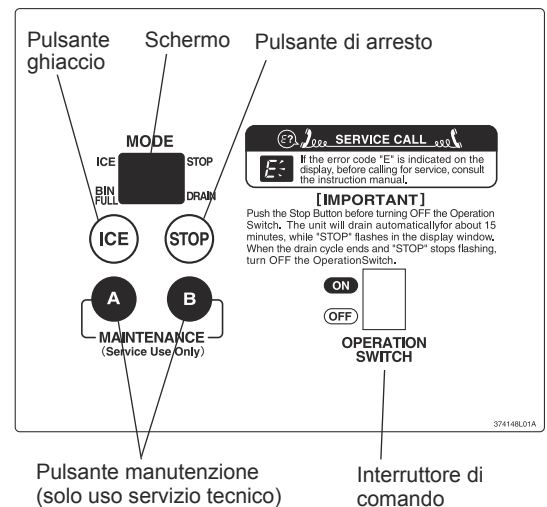 Pulsante
ghiaccio
Schermo
Pulsante di arresto
MODE
ICE
STOP
BIN
FULL
DRAIN
ICE
STOP
A
B
MAINTENANCE
(Service Use Only)
E? SERVICE CALL
E: If the error code "E" is indicated on the
display, before calling for service, consult
the instruction manual.
[IMPORTANT]
Push the Stop Button before turning OFF the Operation
Switch. The unit will drain automaticallyfor about 15
minutes, while "STOP" flashes in the display window.
When the drain cycle ends and "STOP" stops flashing,
turn OFF the OperationSwitch.
ON
OFF
OPERATION
SWITCH
374148L01A
Pulsante manutenzione
(solo uso servizio tecnico)
Interruttore di
comando